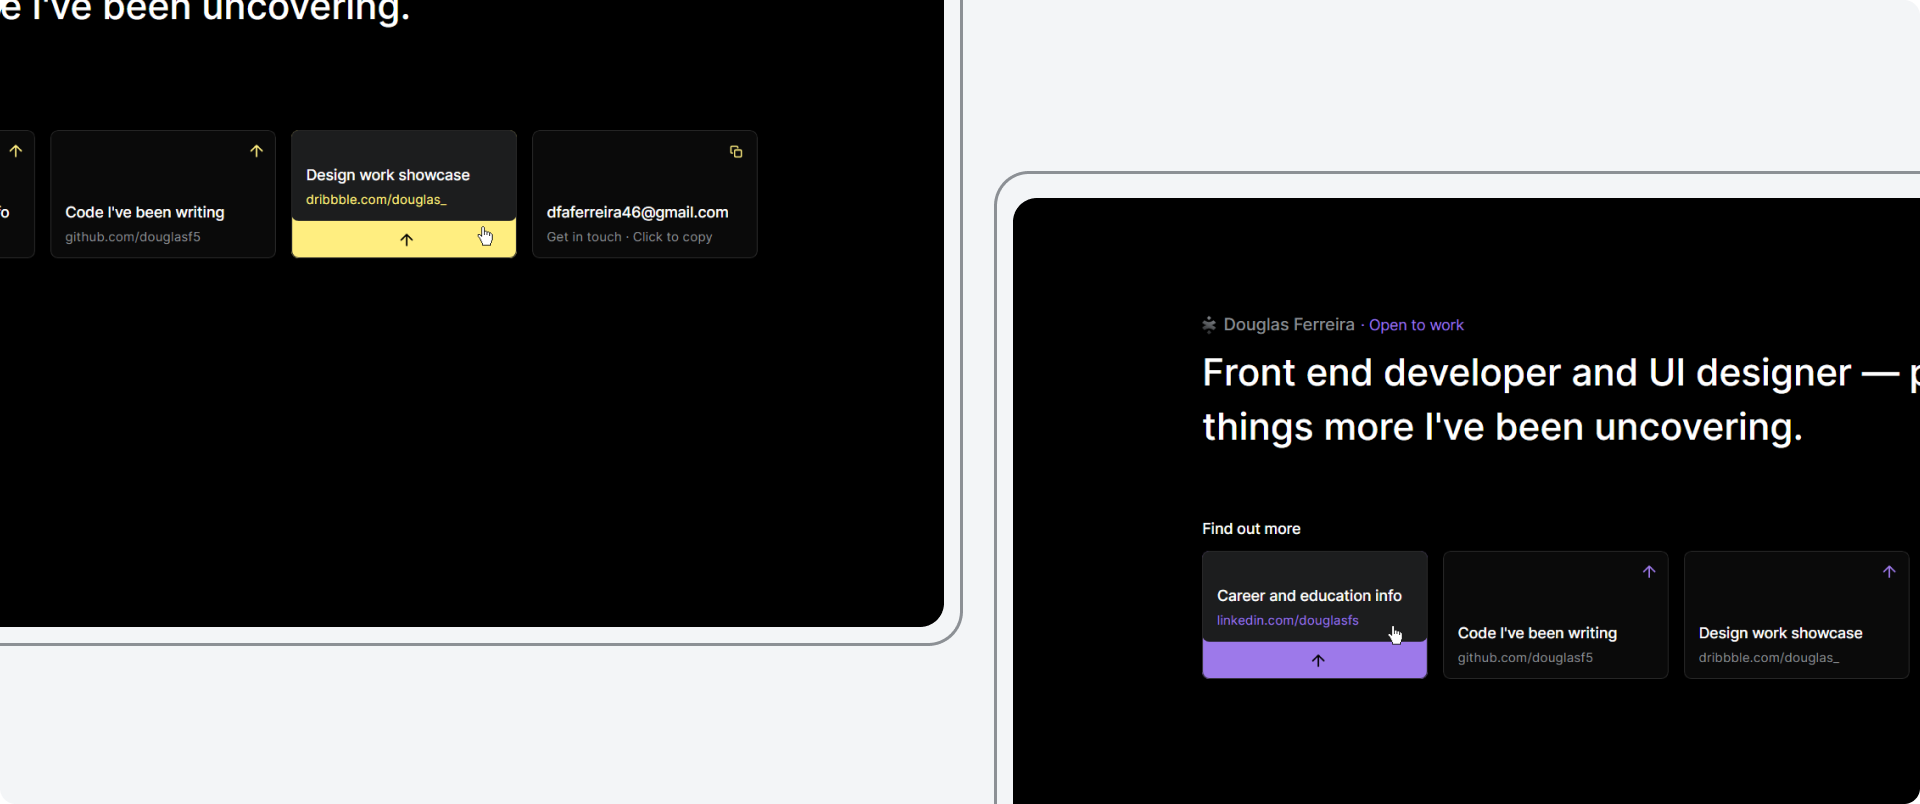 e I've been uncovering.
Code I've been writing
github.com/douglasf5
Design work showcase
dribbble.com/douglas_
dfaferreira46@gmail.com
Get in touch · Click to copy
Douglas Ferreira · Open to work
Front end developer and UI designer —
things more I've been uncovering.
Find out more
Career and education info
linkedin.com/douglasfs
Code I've been writing
github.com/douglasf5
Design work showcase
dribbble.com/douglas_